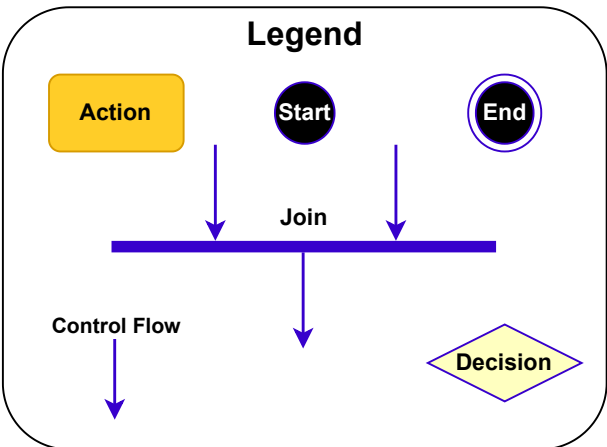 Legend
Action
Start
End
Join
Control Flow
Decision